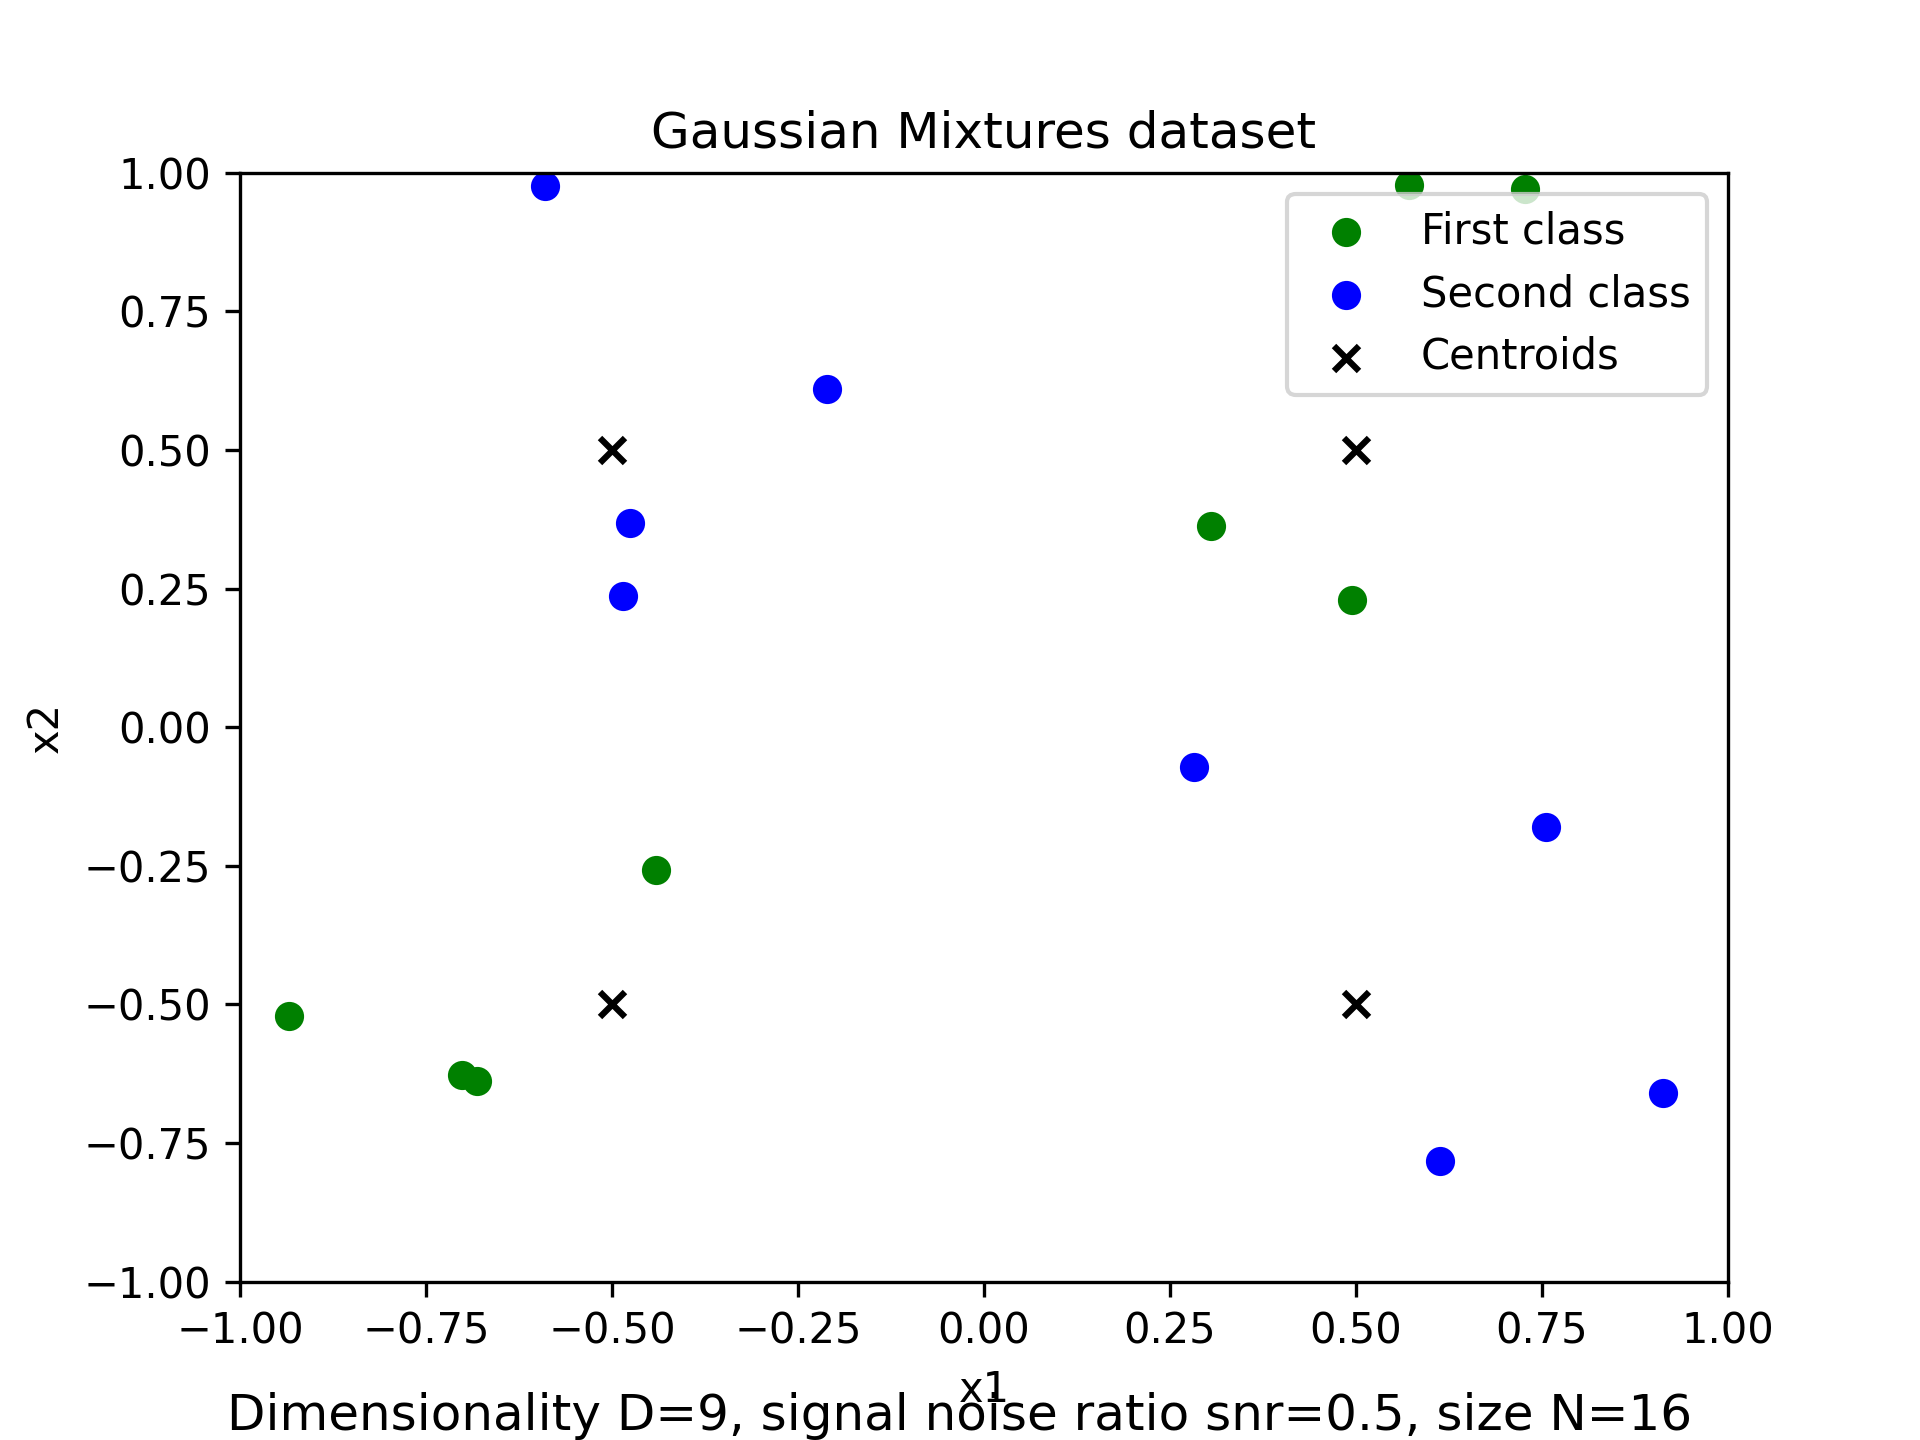 Gaussian Mixtures dataset
1.00
0.75
0.50
0.25
0.00
−0.25
−0.50
−0.75
−1.00
x2
First class
Second class
Centroids
−1.00 −0.75 −0.50 −0.25 0.00 0.25 0.50 0.75 1.00
x1
Dimensionality D=9, signal noise ratio snr=0.5, size N=16